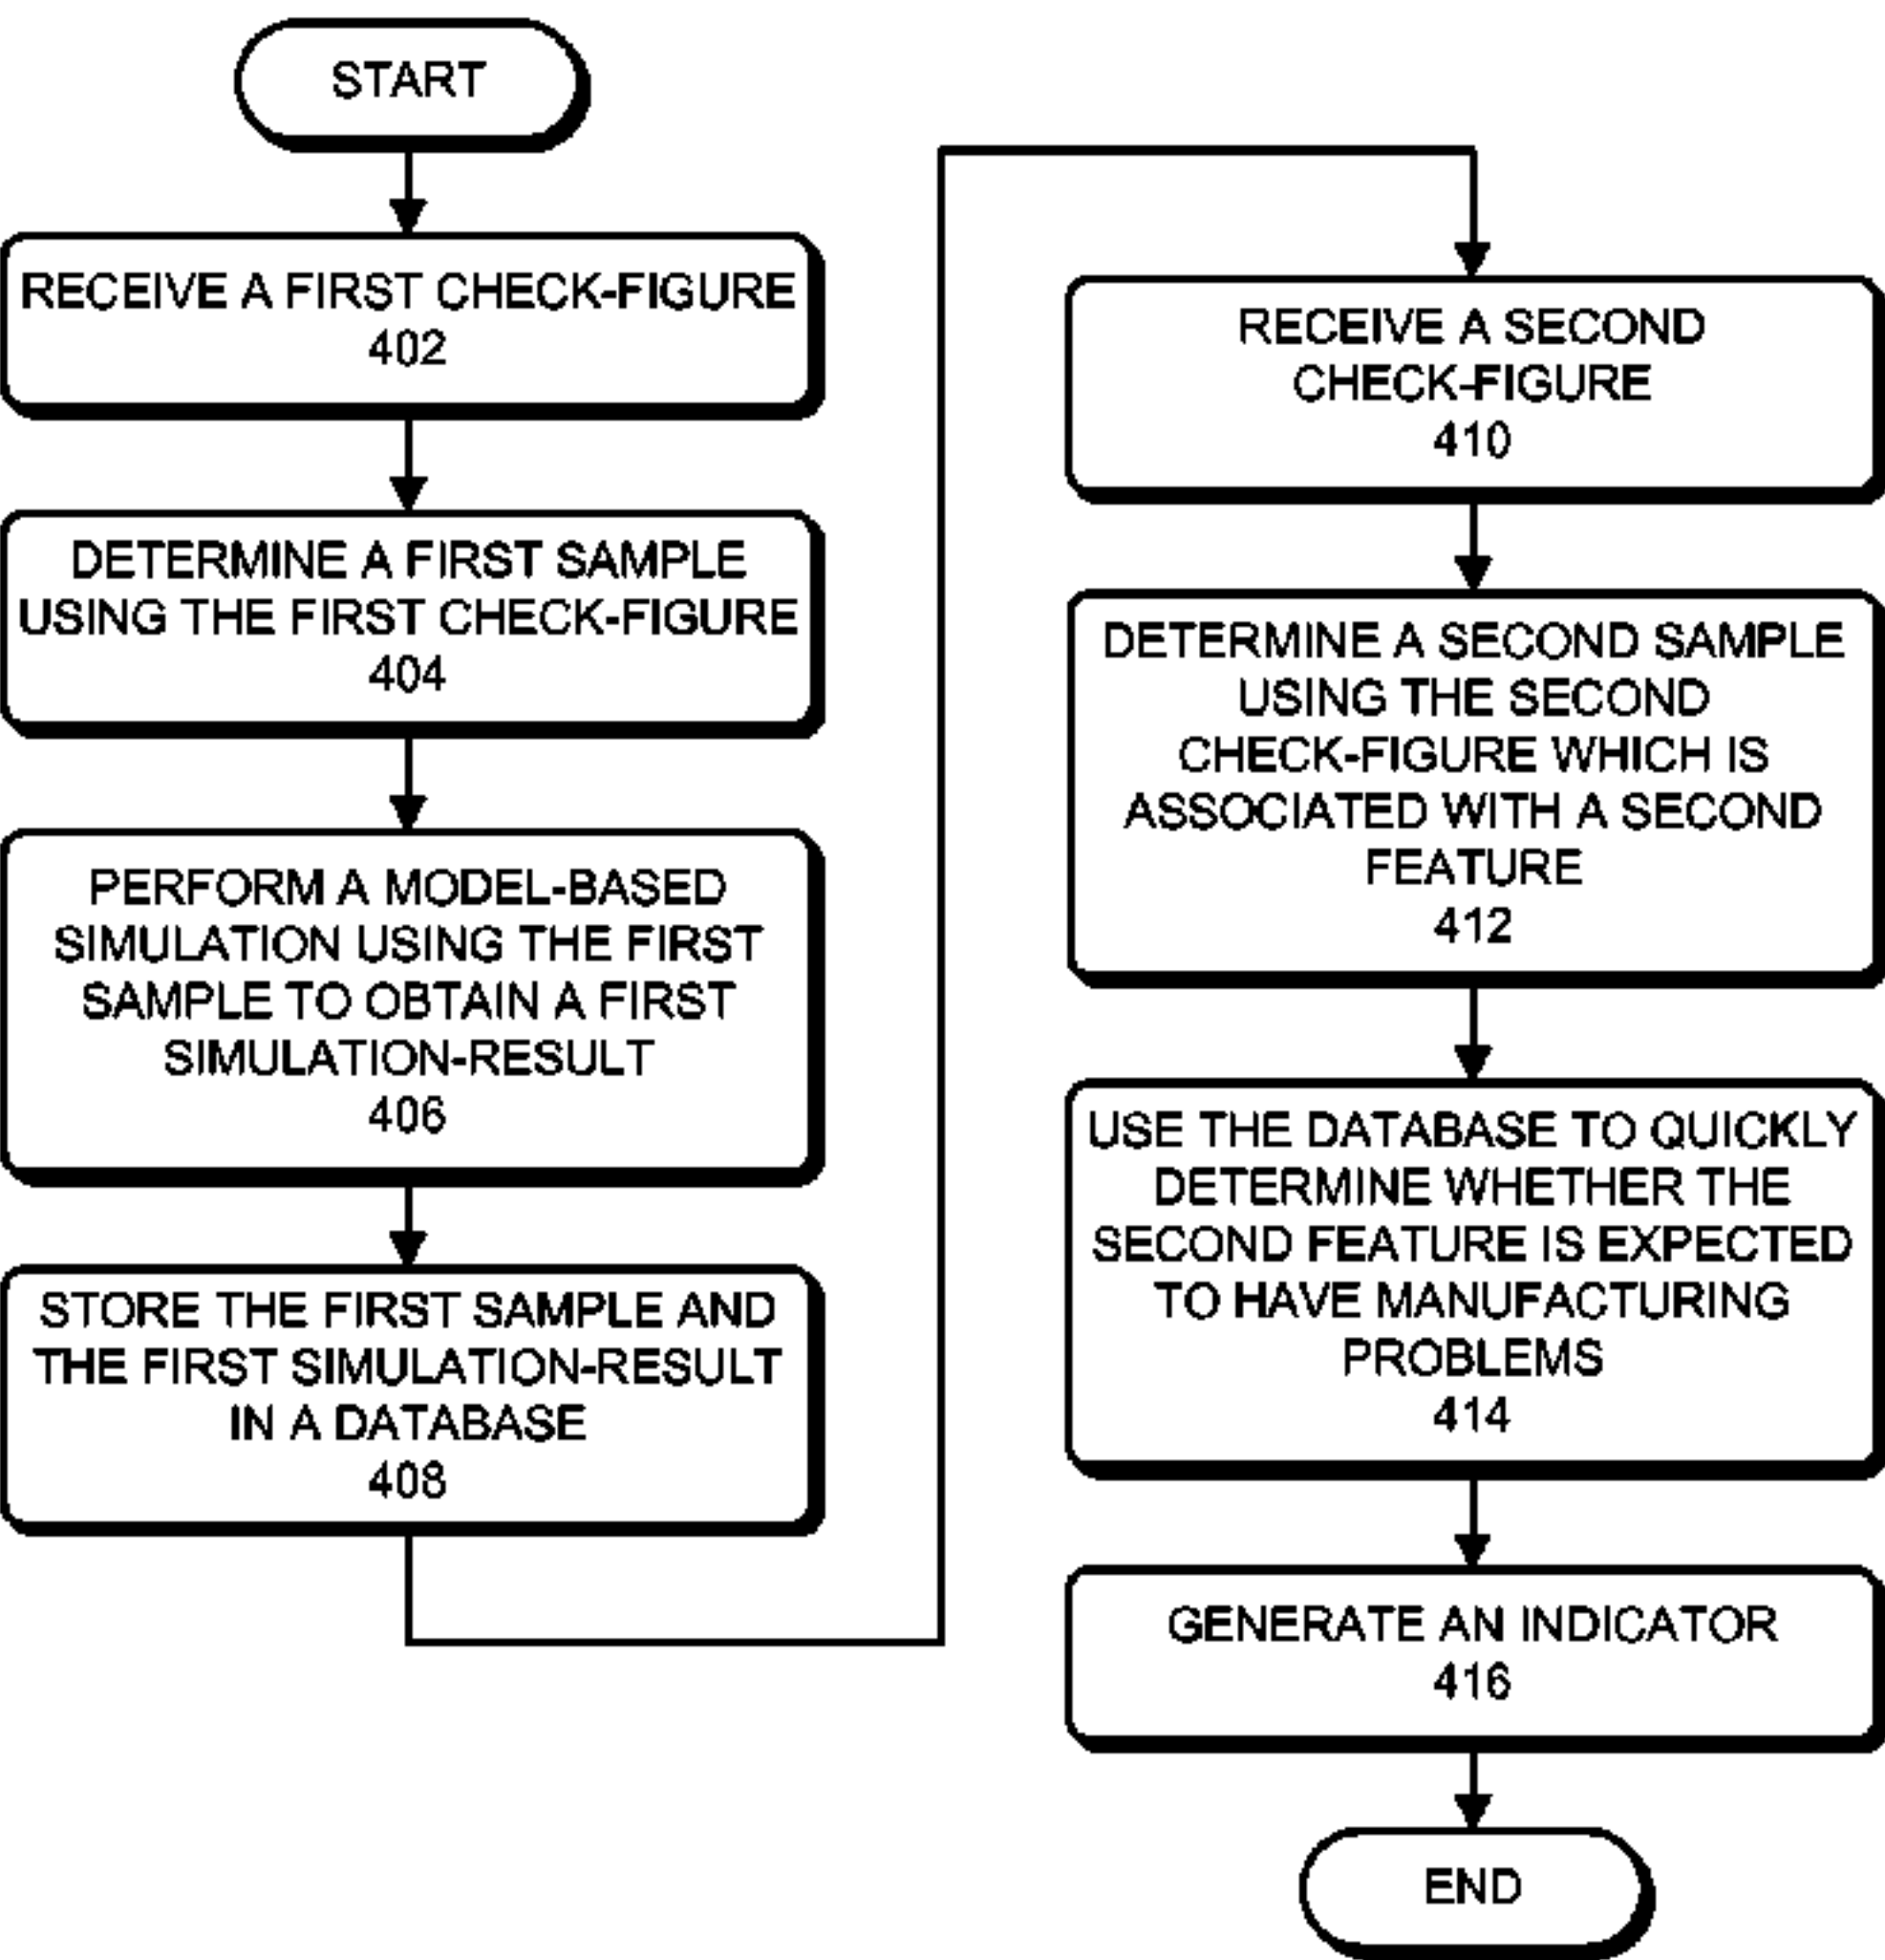 START
RECEIVE A FIRST CHECK-FIGURE
402
DETERMINE A FIRST SAMPLE
USING THE FIRST CHECK-FIGURE
404
PERFORM A MODEL-BASED
SIMULATION USING THE FIRST
SAMPLE TO OBTAIN A FIRST
SIMULATION-RESULT
406
STORE THE FIRST SAMPLE AND
THE FIRST SIMULATION-RESULT
IN A DATABASE
408
RECEIVE A SECOND
CHECK-FIGURE
410
DETERMINE A SECOND SAMPLE
USING THE SECOND
CHECK-FIGURE WHICH IS
ASSOCIATED WITH A SECOND
FEATURE
412
USE THE DATABASE TO QUICKLY
DETERMINE WHETHER THE
SECOND FEATURE IS EXPECTED
TO HAVE MANUFACTURING
PROBLEMS
414
GENERATE AN INDICATOR
416
END